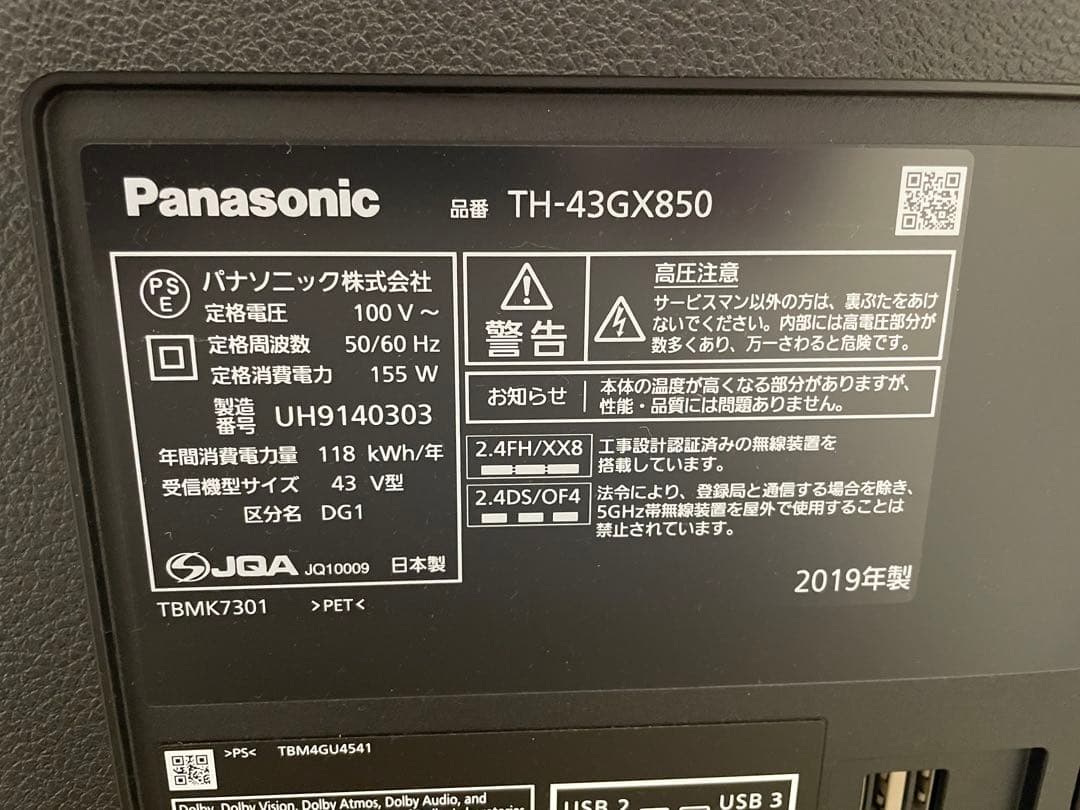 Panasonic 品番 TH-43GX850
PS
E
パナソニック株式会社
定格電圧 100 V ～
定格周波数 50/60 Hz
定格消費電力 155 W
製造
番号 UH9140303
年間消費電力量 118 kWh/年
受信機型サイズ 43 V型
区分名 DG1
JQA JQ10009 日本製
警告
高圧注意
サービスマン以外の方は、裏ぶたをあけ
ないでください。内部には高電圧部分が
数多くあり、万一さわると危険です。
お知らせ
本体の温度が高くなる部分がありますが、
性能・品質には問題ありません。
2.4FH/XX8
工事設計認証済みの無線装置を
搭載しています。
2.4DS/OF4
法令により、登録局と通信する場合を除き、
5GHz帯無線装置を屋外で使用することは
禁止されています。
2019年製
TBMK7301 >PET<
>PS< TBM4GU4541
Dolby, Dolby Vision, Dolby Atmos, Dolby Audio, and
USB 2 USB 3